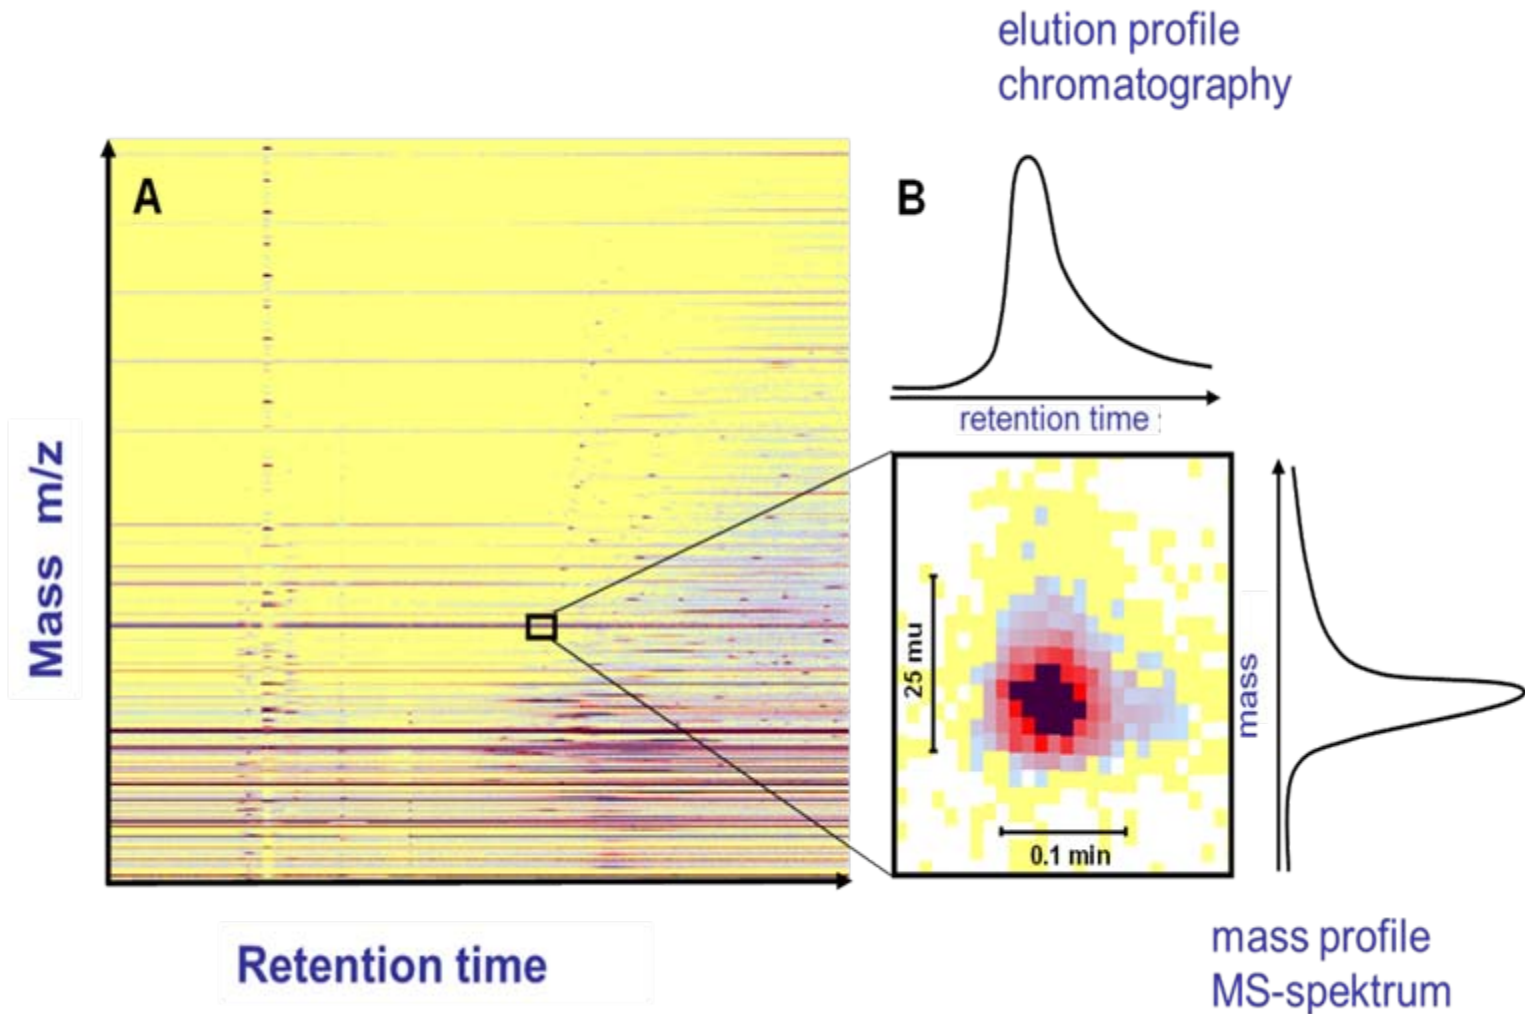 elution profile
chromatography
A
B
retention time
Mass m/z
25 mu
mass
0.1 min
Retention time
mass profile
MS-spektrum